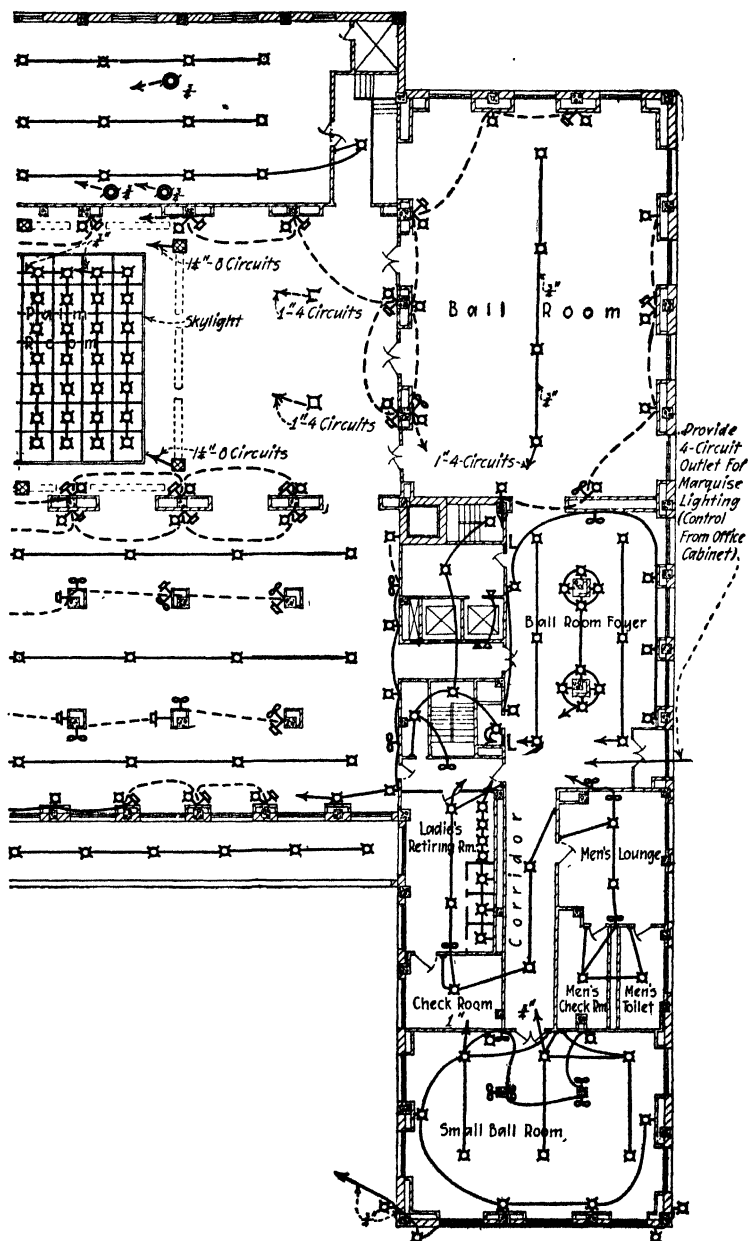 1¼"-8 Circuits
Skylight
1"-4 Circuits
Palm
Room
Ball Room
½"
½"
1"-4 Circuits
1¼"-8 Circuits
1"-4 Circuits
Provide
4-Circuit
Outlet For
Marquise
Lighting
(Control
From Office
Cabinet)
L
Ball Room Foyer
L
Ladie's
Retiring Rm.
Corridor
Men's Lounge
Check Room
1"
Men's
Check Rm.
Men's
Toilet
Small Ball Room